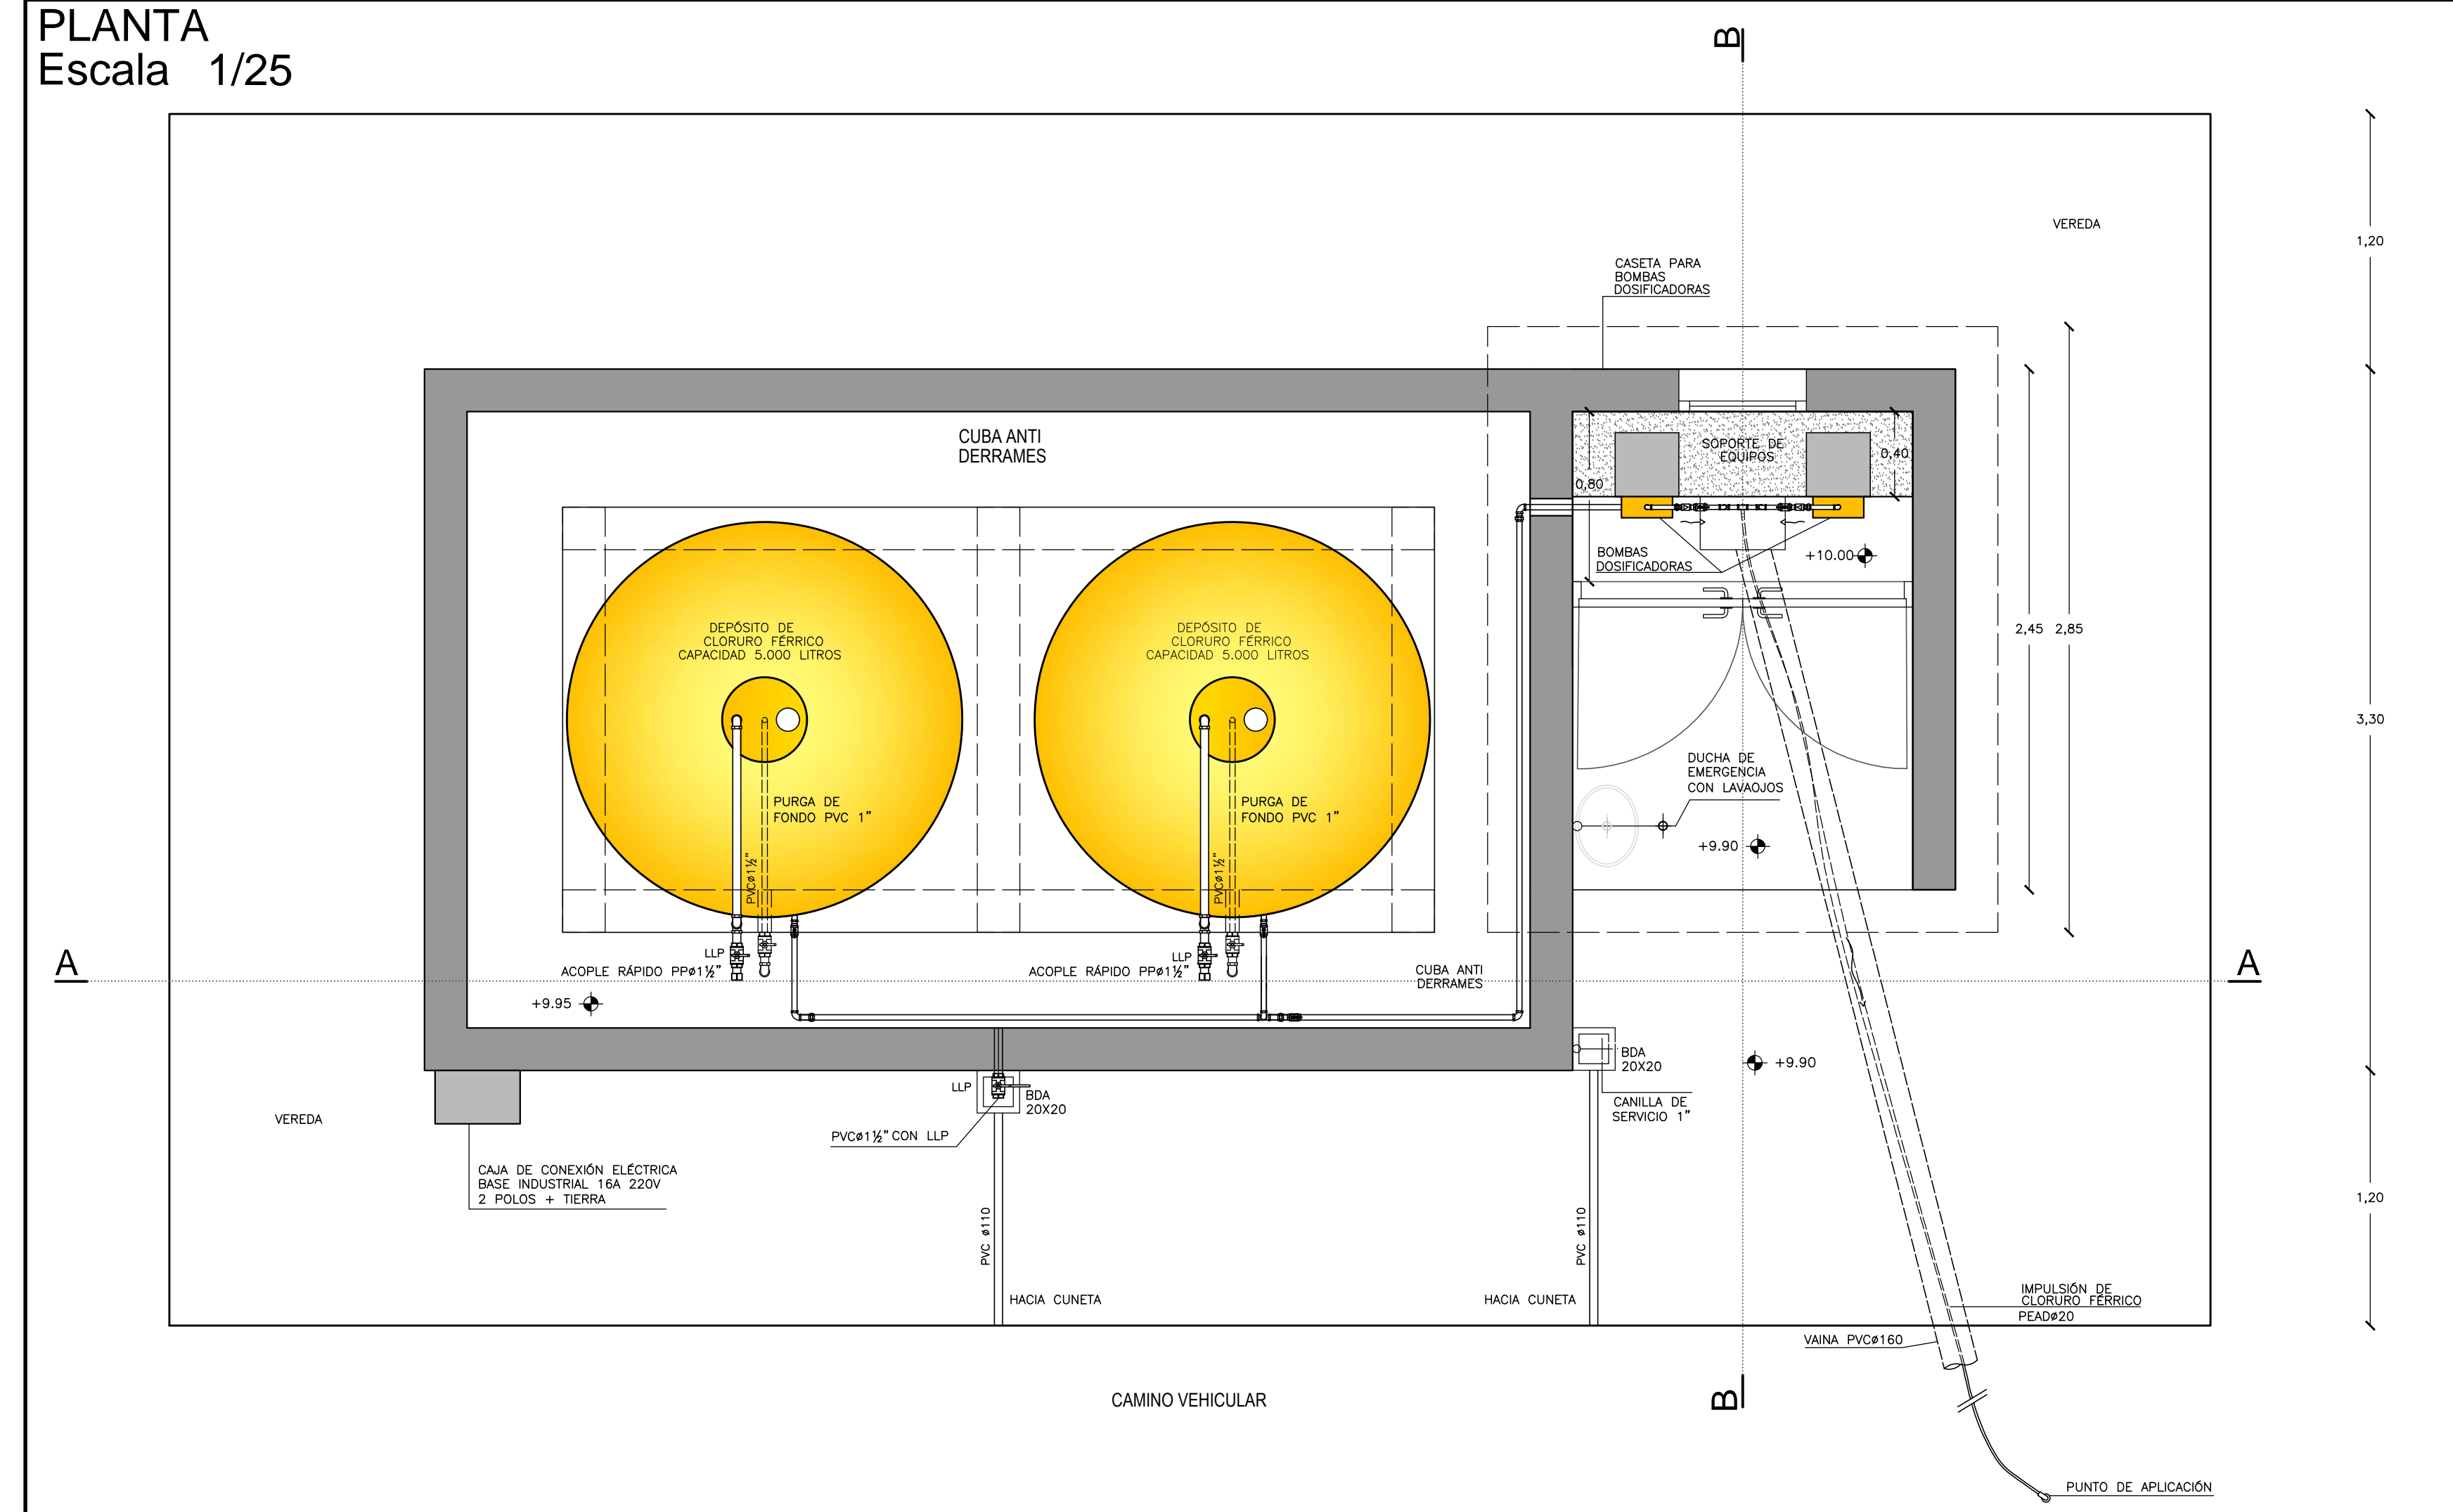 PLANTA
Escala 1/25
B
VEREDA
1,20
CASETA PARA
BOMBAS
DOSIFICADORAS
CUBA ANTI
DERRAMES
SOPORTE DE
EQUIPOS
0,40
0,80
BOMBAS
DOSIFICADORAS
+10.00
DEPÓSITO DE
CLORURO FÉRRICO
CAPACIDAD 5.000 LITROS
DEPÓSITO DE
CLORURO FÉRRICO
CAPACIDAD 5.000 LITROS
2,45
2,85
3,30
PURGA DE
FONDO PVC 1”
PURGA DE
FONDO PVC 1”
DUCHA DE
EMERGENCIA
CON LAVAOJOS
+9.90
PVCø1½”
PVCø1½”
LLP
LLP
A
ACOPLE RÁPIDO PPø1½”
ACOPLE RÁPIDO PPø1½”
CUBA ANTI
DERRAMES
A
+9.95
BDA
20X20
+9.90
LLP
BDA
20X20
CANILLA DE
SERVICIO 1”
VEREDA
PVCø1½” CON LLP
CAJA DE CONEXIÓN ELÉCTRICA
BASE INDUSTRIAL 16A 220V
2 POLOS + TIERRA
1,20
PVC ø110
PVC ø110
HACIA CUNETA
HACIA CUNETA
IMPULSIÓN DE
CLORURO FÉRRICO
PEADø20
VAINA PVCø160
CAMINO VEHICULAR
B
PUNTO DE APLICACIÓN